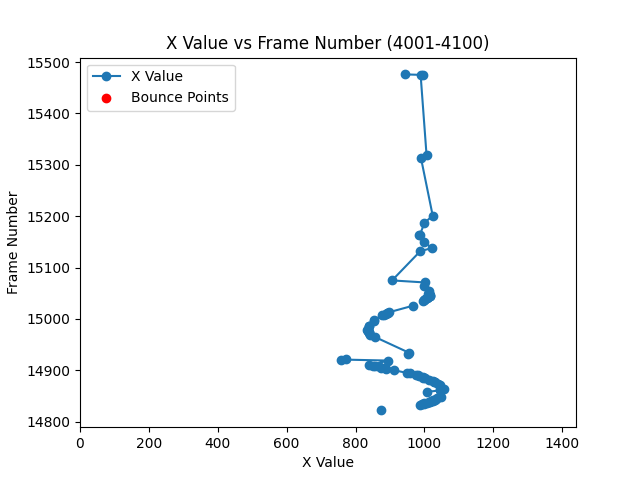 X Value vs Frame Number (4001-4100)
X Value
Bounce Points
Frame Number
15500
15400
15300
15200
15100
15000
14900
14800
0 200 400 600 800 1000 1200 1400
X Value